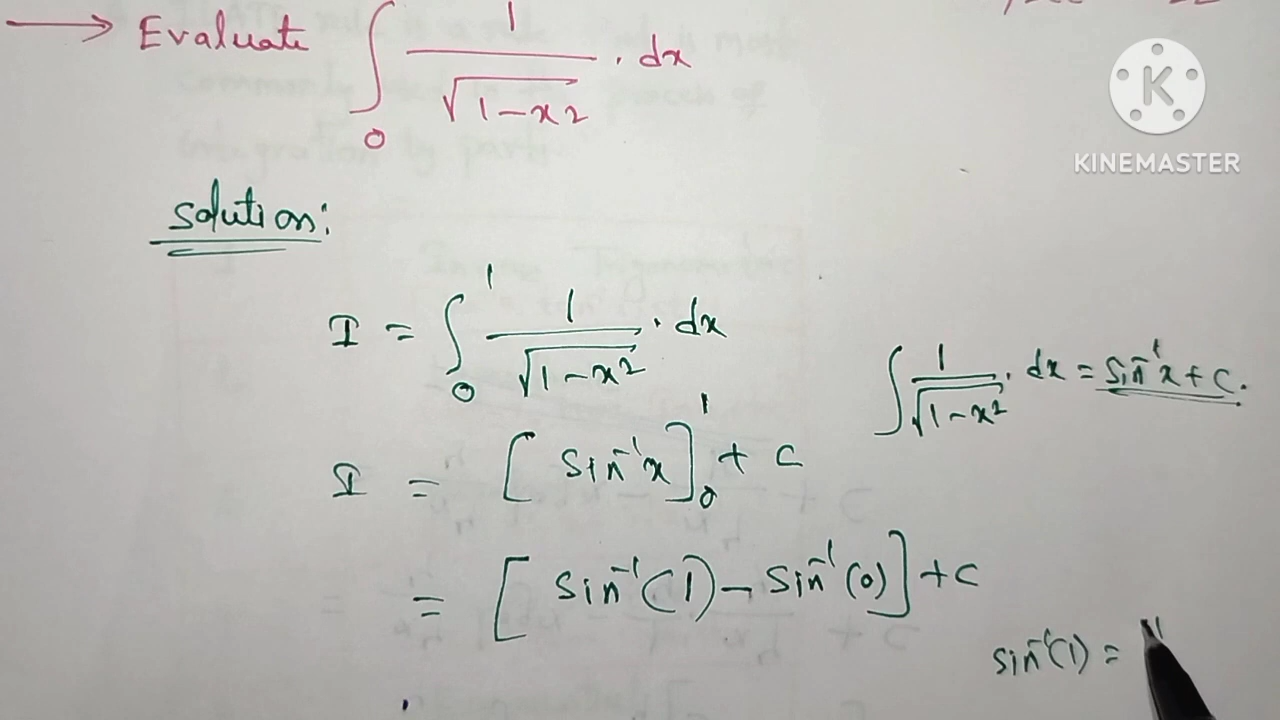 → Evaluate ∫₀ 1/√(1-x²) . dx
K
KINEMASTER
Solution:
I = ∫₀¹ 1/√(1-x²) . dx
∫ 1/√(1-x²) . dx = Sin⁻¹x + C.
I = [ Sin⁻¹x ]₀¹ + C
= [ Sin⁻¹(1) - Sin⁻¹(0) ] + C
Sin⁻¹(1) =